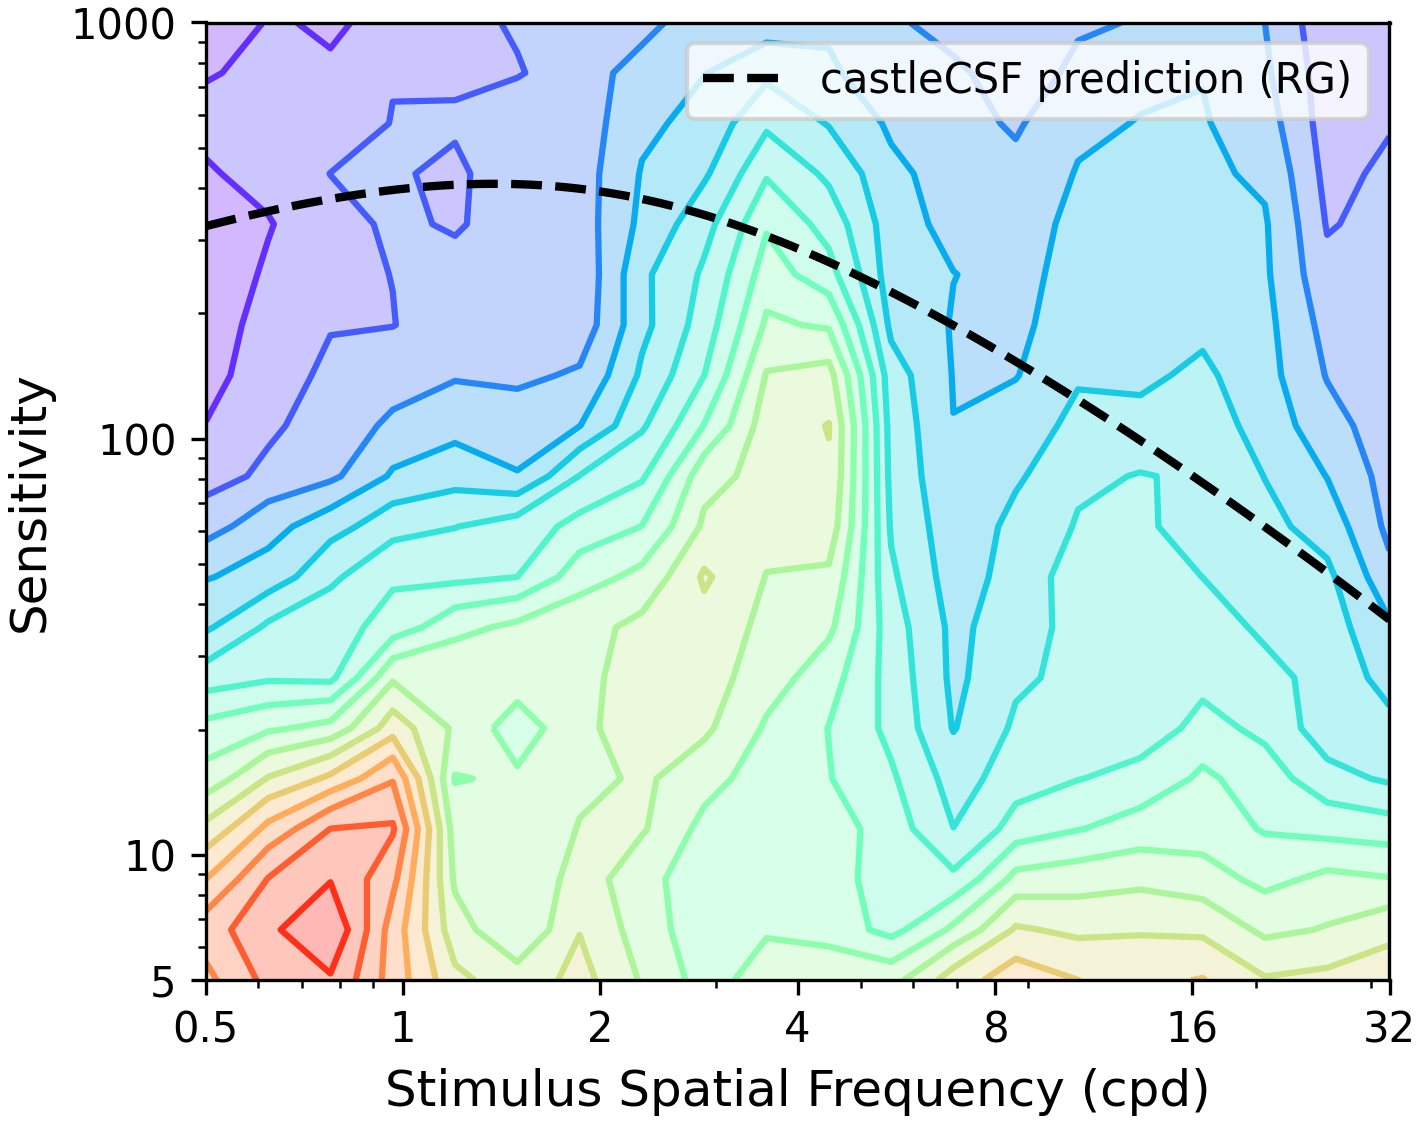 1000
castleCSF prediction (RG)
100
Sensitivity
10
5
0.5 1 2 4 8 16 32
Stimulus Spatial Frequency (cpd)